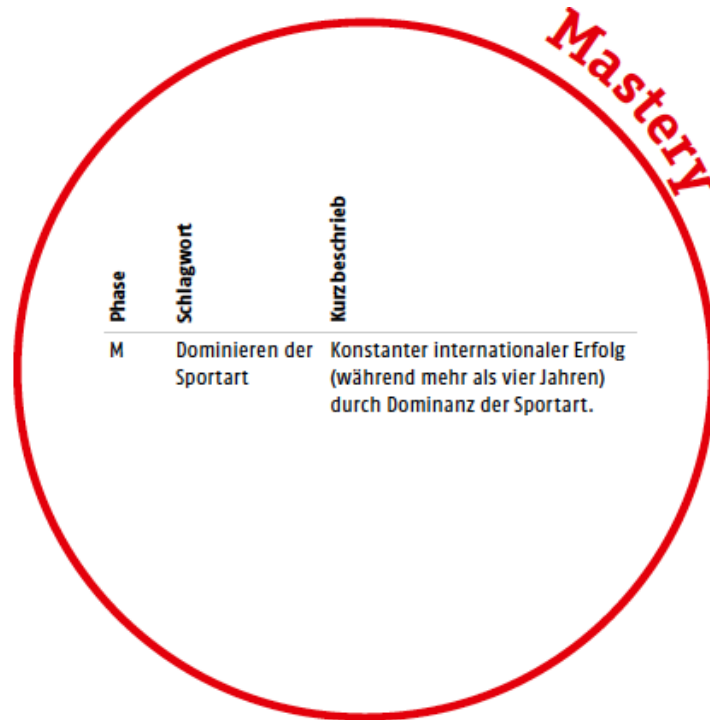 Mastery
Phase Schlagwort Kurzbeschrieb
M Dominieren der Konstanter internationaler Erfolg
Sportart (während mehr als vier Jahren)
durch Dominanz der Sportart.